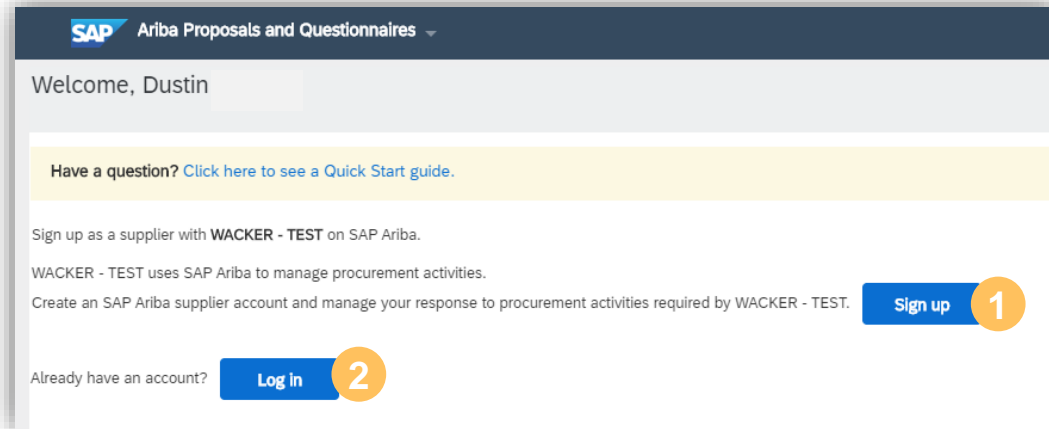 SAP Ariba Proposals and Questionnaires
Welcome, Dustin
Have a question? Click here to see a Quick Start guide.
Sign up as a supplier with WACKER - TEST on SAP Ariba.
WACKER - TEST uses SAP Ariba to manage procurement activities.
Create an SAP Ariba supplier account and manage your response to procurement activities required by WACKER - TEST. Sign up 1
Already have an account? Log in 2